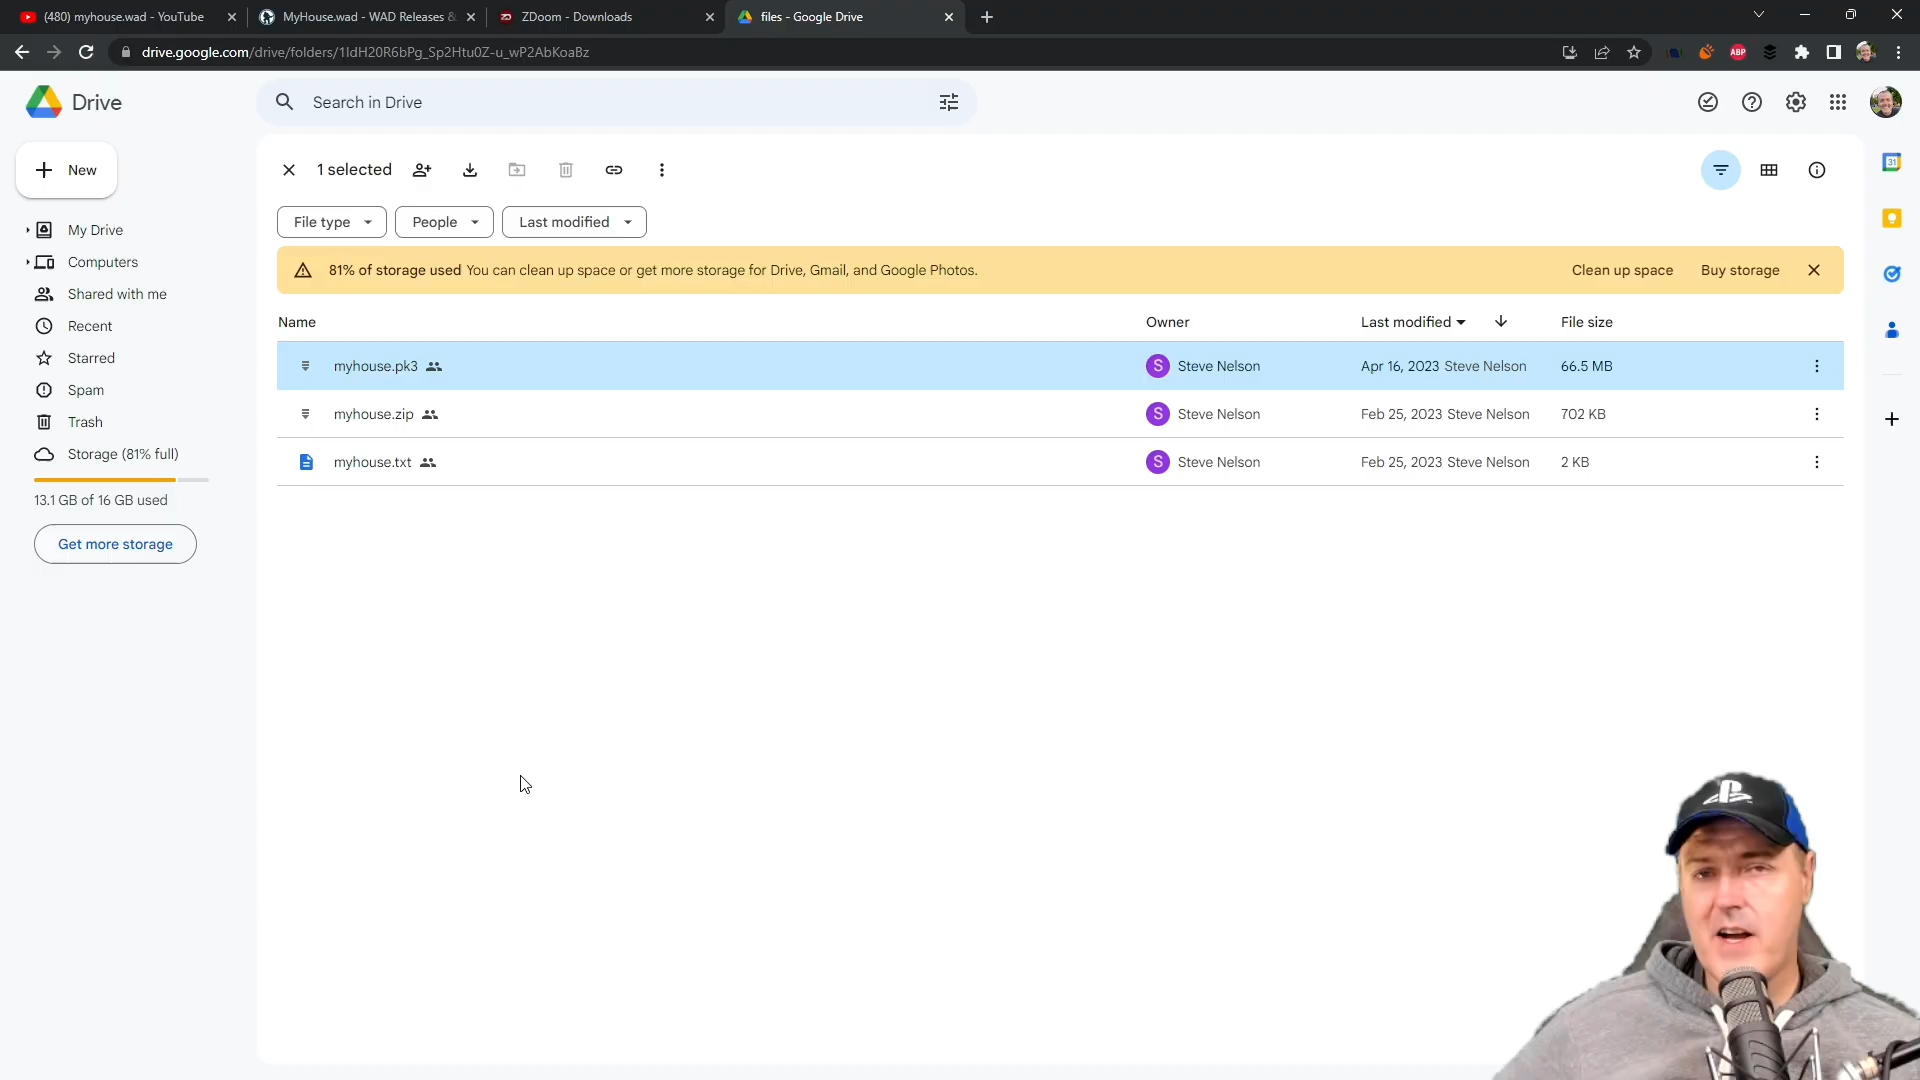 (480) myhouse.wad - YouTube
MyHouse.wad - WAD Releases &
ZDoom - Downloads
files - Google Drive
drive.google.com/drive/folders/1IdH20R6bPg_Sp2Htu0Z-u_wP2AbKoaBz
ABP
Drive
Search in Drive
New
1 selected
31
File type
People
Last modified
My Drive
Computers
Shared with me
Recent
Starred
Spam
Trash
Storage (81% full)
13.1 GB of 16 GB used
Get more storage
81% of storage used You can clean up space or get more storage for Drive, Gmail, and Google Photos.
Clean up space
Buy storage
Name
Owner
Last modified
File size
myhouse.pk3
S
Steve Nelson
Apr 16, 2023 Steve Nelson
66.5 MB
myhouse.zip
S
Steve Nelson
Feb 25, 2023 Steve Nelson
702 KB
myhouse.txt
S
Steve Nelson
Feb 25, 2023 Steve Nelson
2 KB